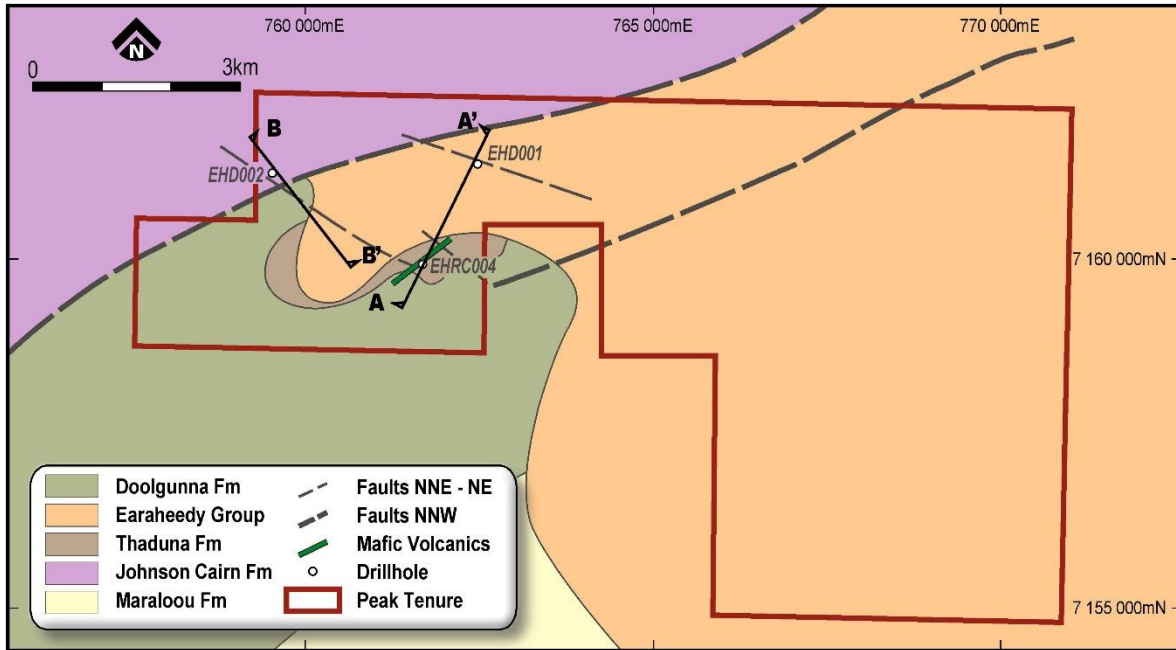 760 000mE
765 000mE
770 000mE
N
0
3km
B
A'
EHD001
EHD002
B'
EHRC004
A
7 160 000mN
7 155 000mN
Doolgunna Fm
Earaheedy Group
Thaduna Fm
Johnson Cairn Fm
Maraloou Fm
Faults NNE - NE
Faults NNW
Mafic Volcanics
Drillhole
Peak Tenure